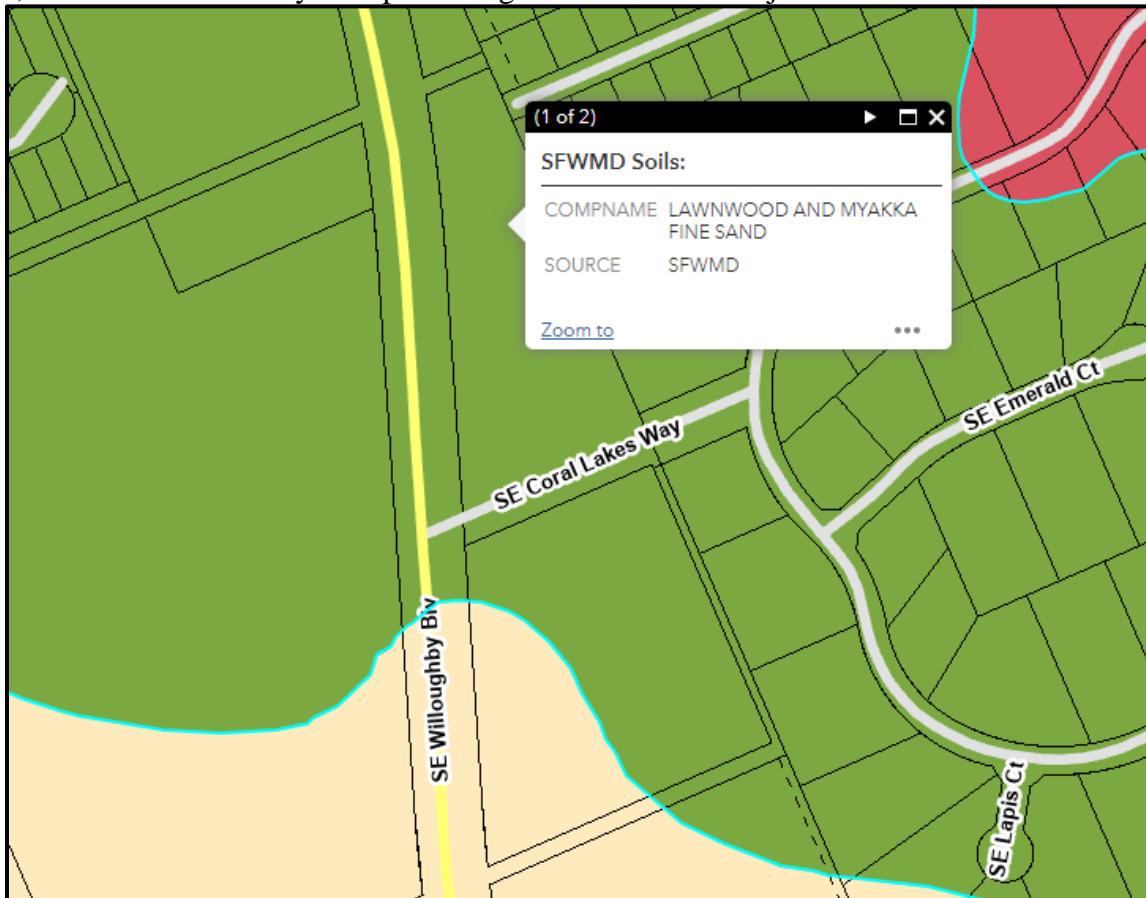 (1 of 2)
SFWMD Soils:
COMPNAME LAWNWOOD AND MYAKKA
FINE SAND
SOURCE SFWMD
Zoom to
SE Emerald Ct
SE Coral Lakes Way
SE Willoughby Blv
SE Lapis Ct